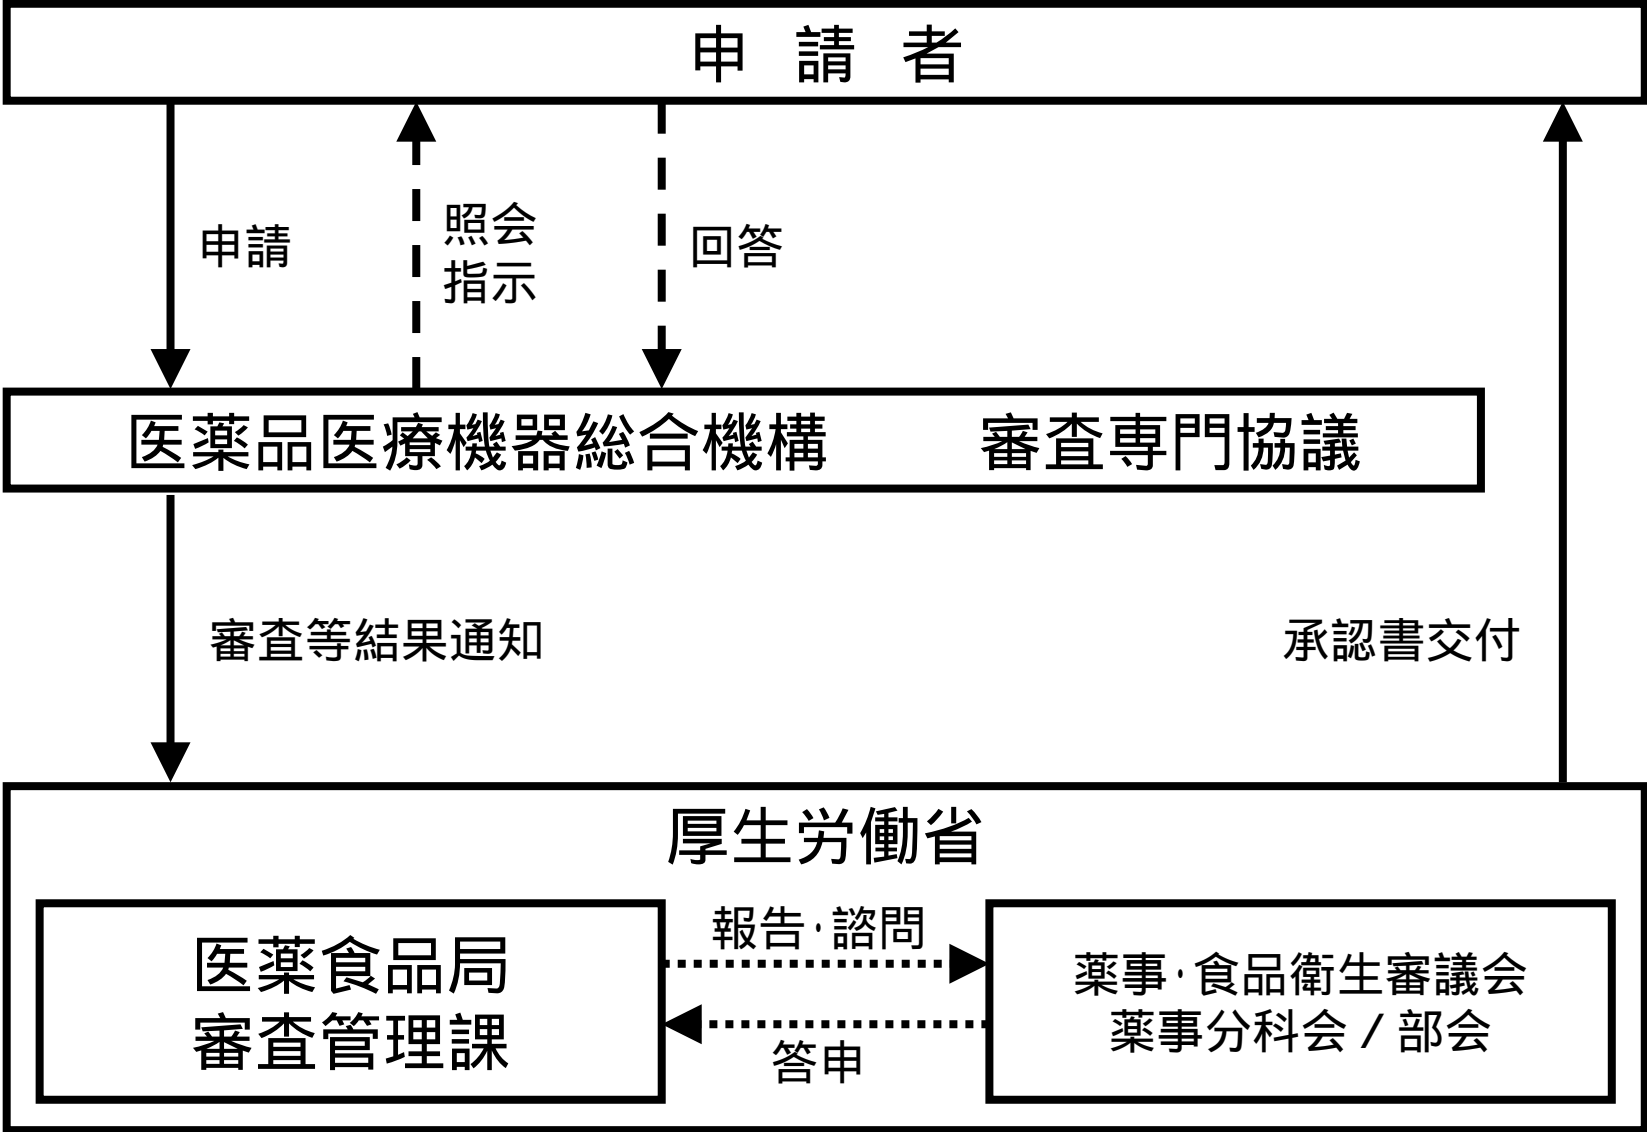 申 請 者
申請
照会
指示
回答
医薬品医療機器総合機構 審査専門協議
審査等結果通知
承認書交付
厚生労働省
医薬食品局
審査管理課
報告·諮問
答申
薬事·食品衛生審議会
薬事分科会/部会